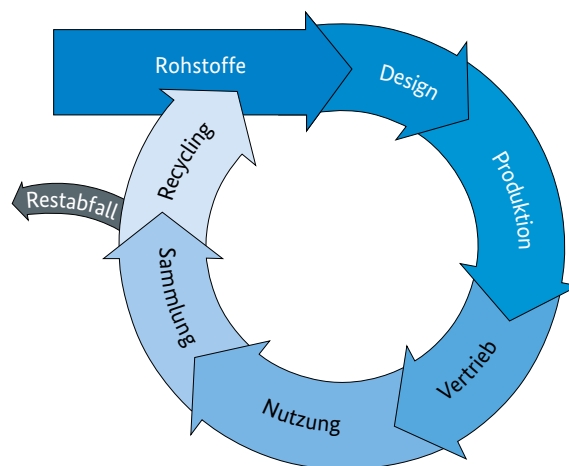 Rohstoffe
Design
Produktion
Vertrieb
Nutzung
Sammlung
Recycling
Restabfall